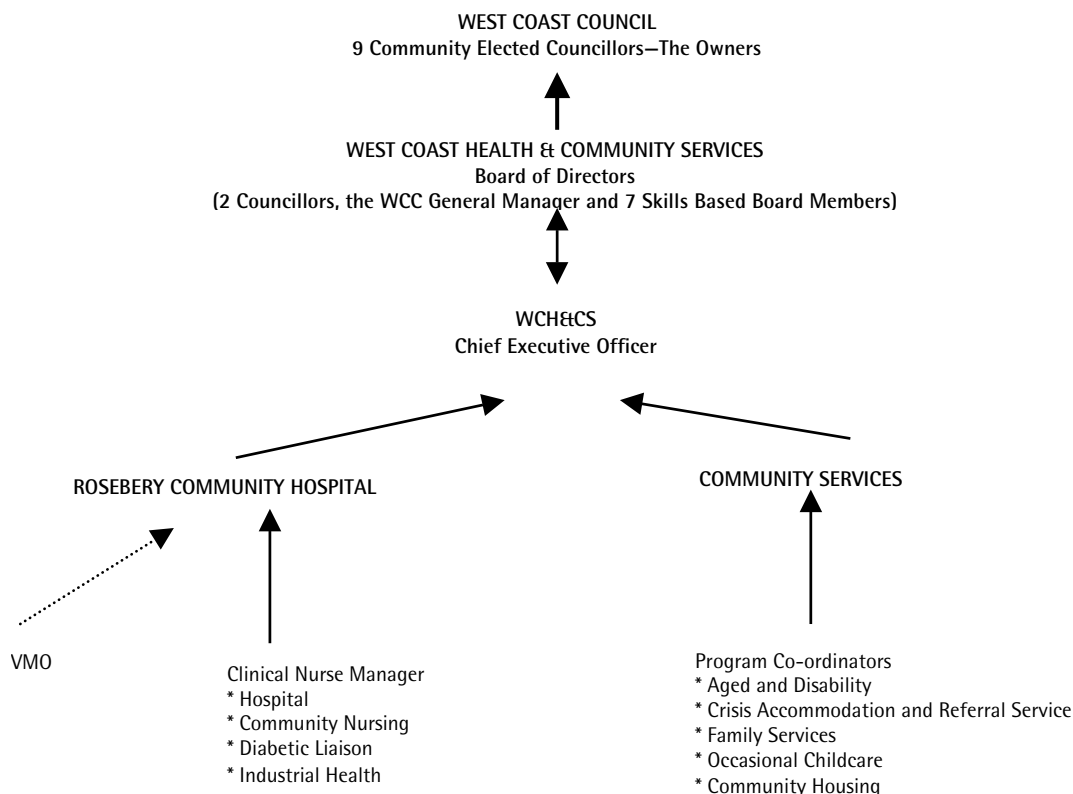 WEST COAST COUNCIL
9 Community Elected Councillors—The Owners
WEST COAST HEALTH & COMMUNITY SERVICES
Board of Directors
(2 Councillors, the WCC General Manager and 7 Skills Based Board Members)
WCH&CS
Chief Executive Officer
ROSEBERY COMMUNITY HOSPITAL
COMMUNITY SERVICES
VMO
Clinical Nurse Manager
* Hospital
* Community Nursing
* Diabetic Liaison
* Industrial Health
Program Co-ordinators
* Aged and Disability
* Crisis Accommodation and Referral Service
* Family Services
* Occasional Childcare
* Community Housing